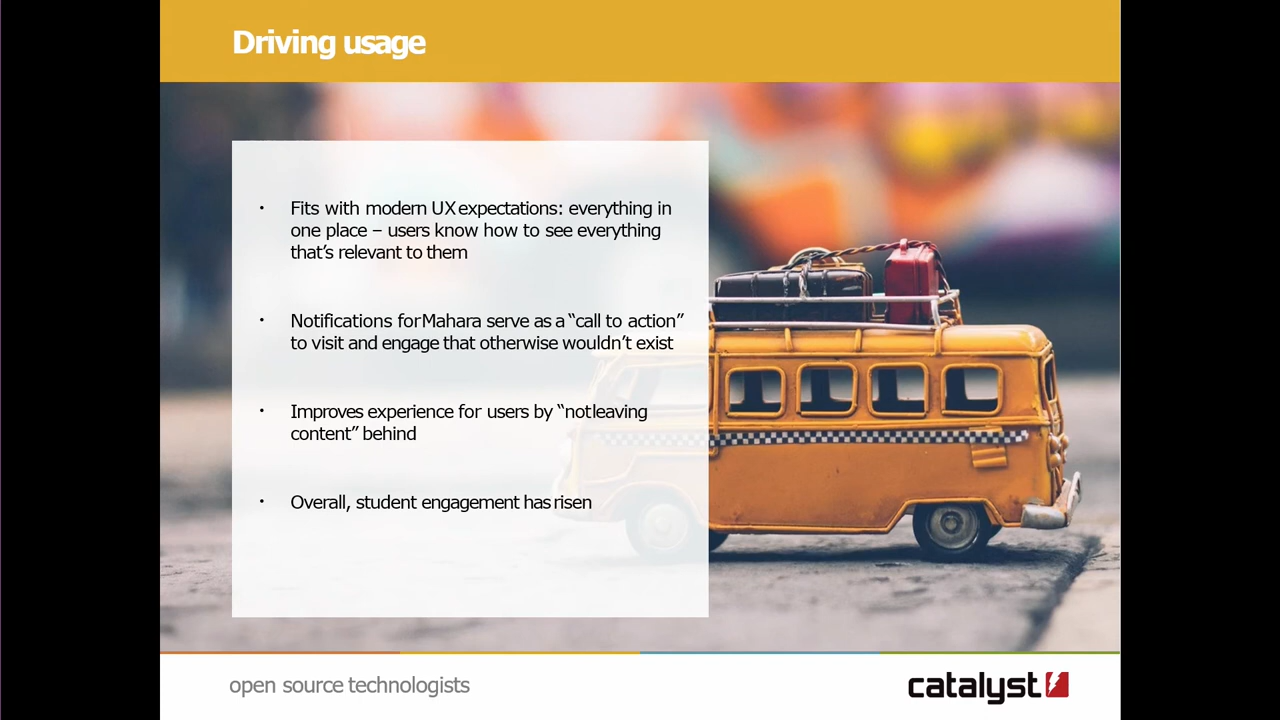 Driving usage
• Fits with modern UX expectations: everything in
one place – users know how to see everything
that’s relevant to them
• Notifications for Mahara serve as a “call to action”
to visit and engage that otherwise wouldn’t exist
• Improves experience for users by “not leaving
content” behind
• Overall, student engagement has risen
open source technologists
catalyst